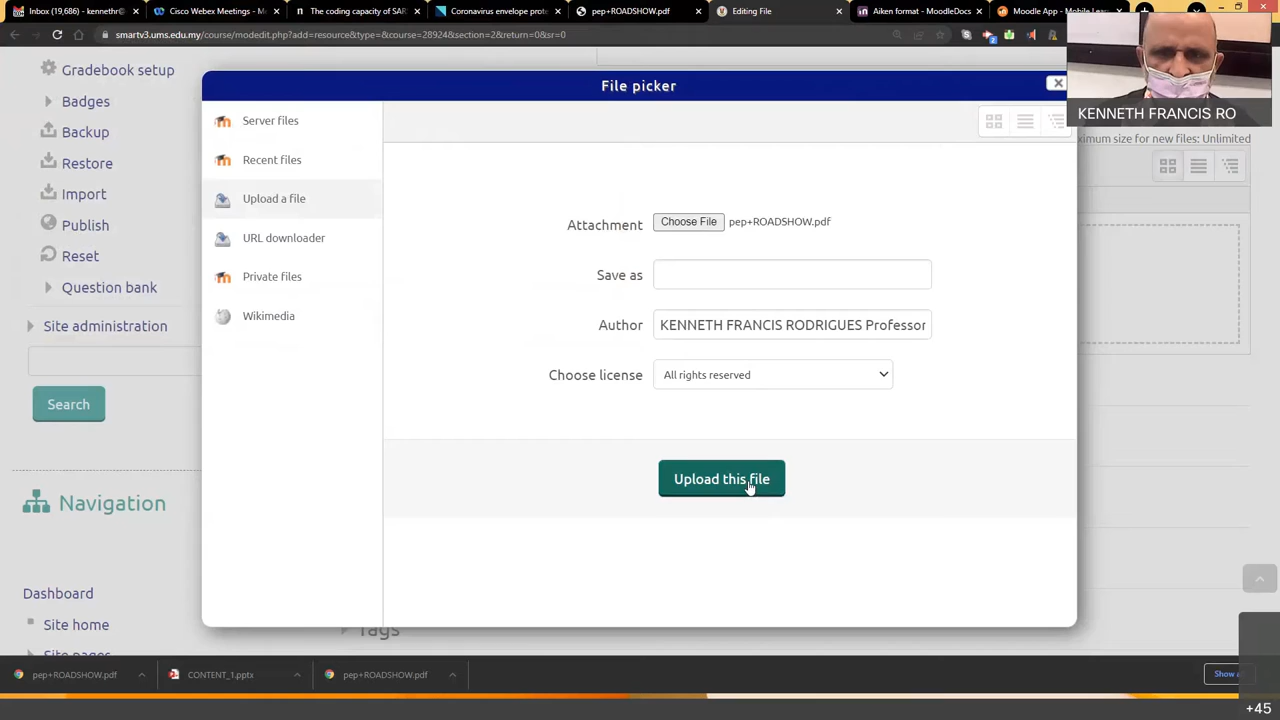 Inbox (19,686) - kennethr@
Cisco Webex Meetings - M
The coding capacity of SAR
Coronavirus envelope prote
pep+ROADSHOW.pdf
Editing File
Aiken format - MoodleDocs
Moodle App - Mobile Lea
smartv3.ums.edu.my/course/modedit.php?add=resource&type=&course=28924&section=2&return=0&sr=0
Gradebook setup
Badges
Backup
Restore
Import
Publish
Reset
Question bank
Site administration
Search
Navigation
Dashboard
Site home
Site pages
File picker
Server files
Recent files
Upload a file
URL downloader
Private files
Wikimedia
Attachment
Choose File
pep+ROADSHOW.pdf
Save as
Author
KENNETH FRANCIS RODRIGUES Professor
Choose license
All rights reserved
Upload this file
Tags
KENNETH FRANCIS RO
ximum size for new files: Unlimited
pep+ROADSHOW.pdf
CONTENT_1.pptx
pep+ROADSHOW.pdf
Show a
+45